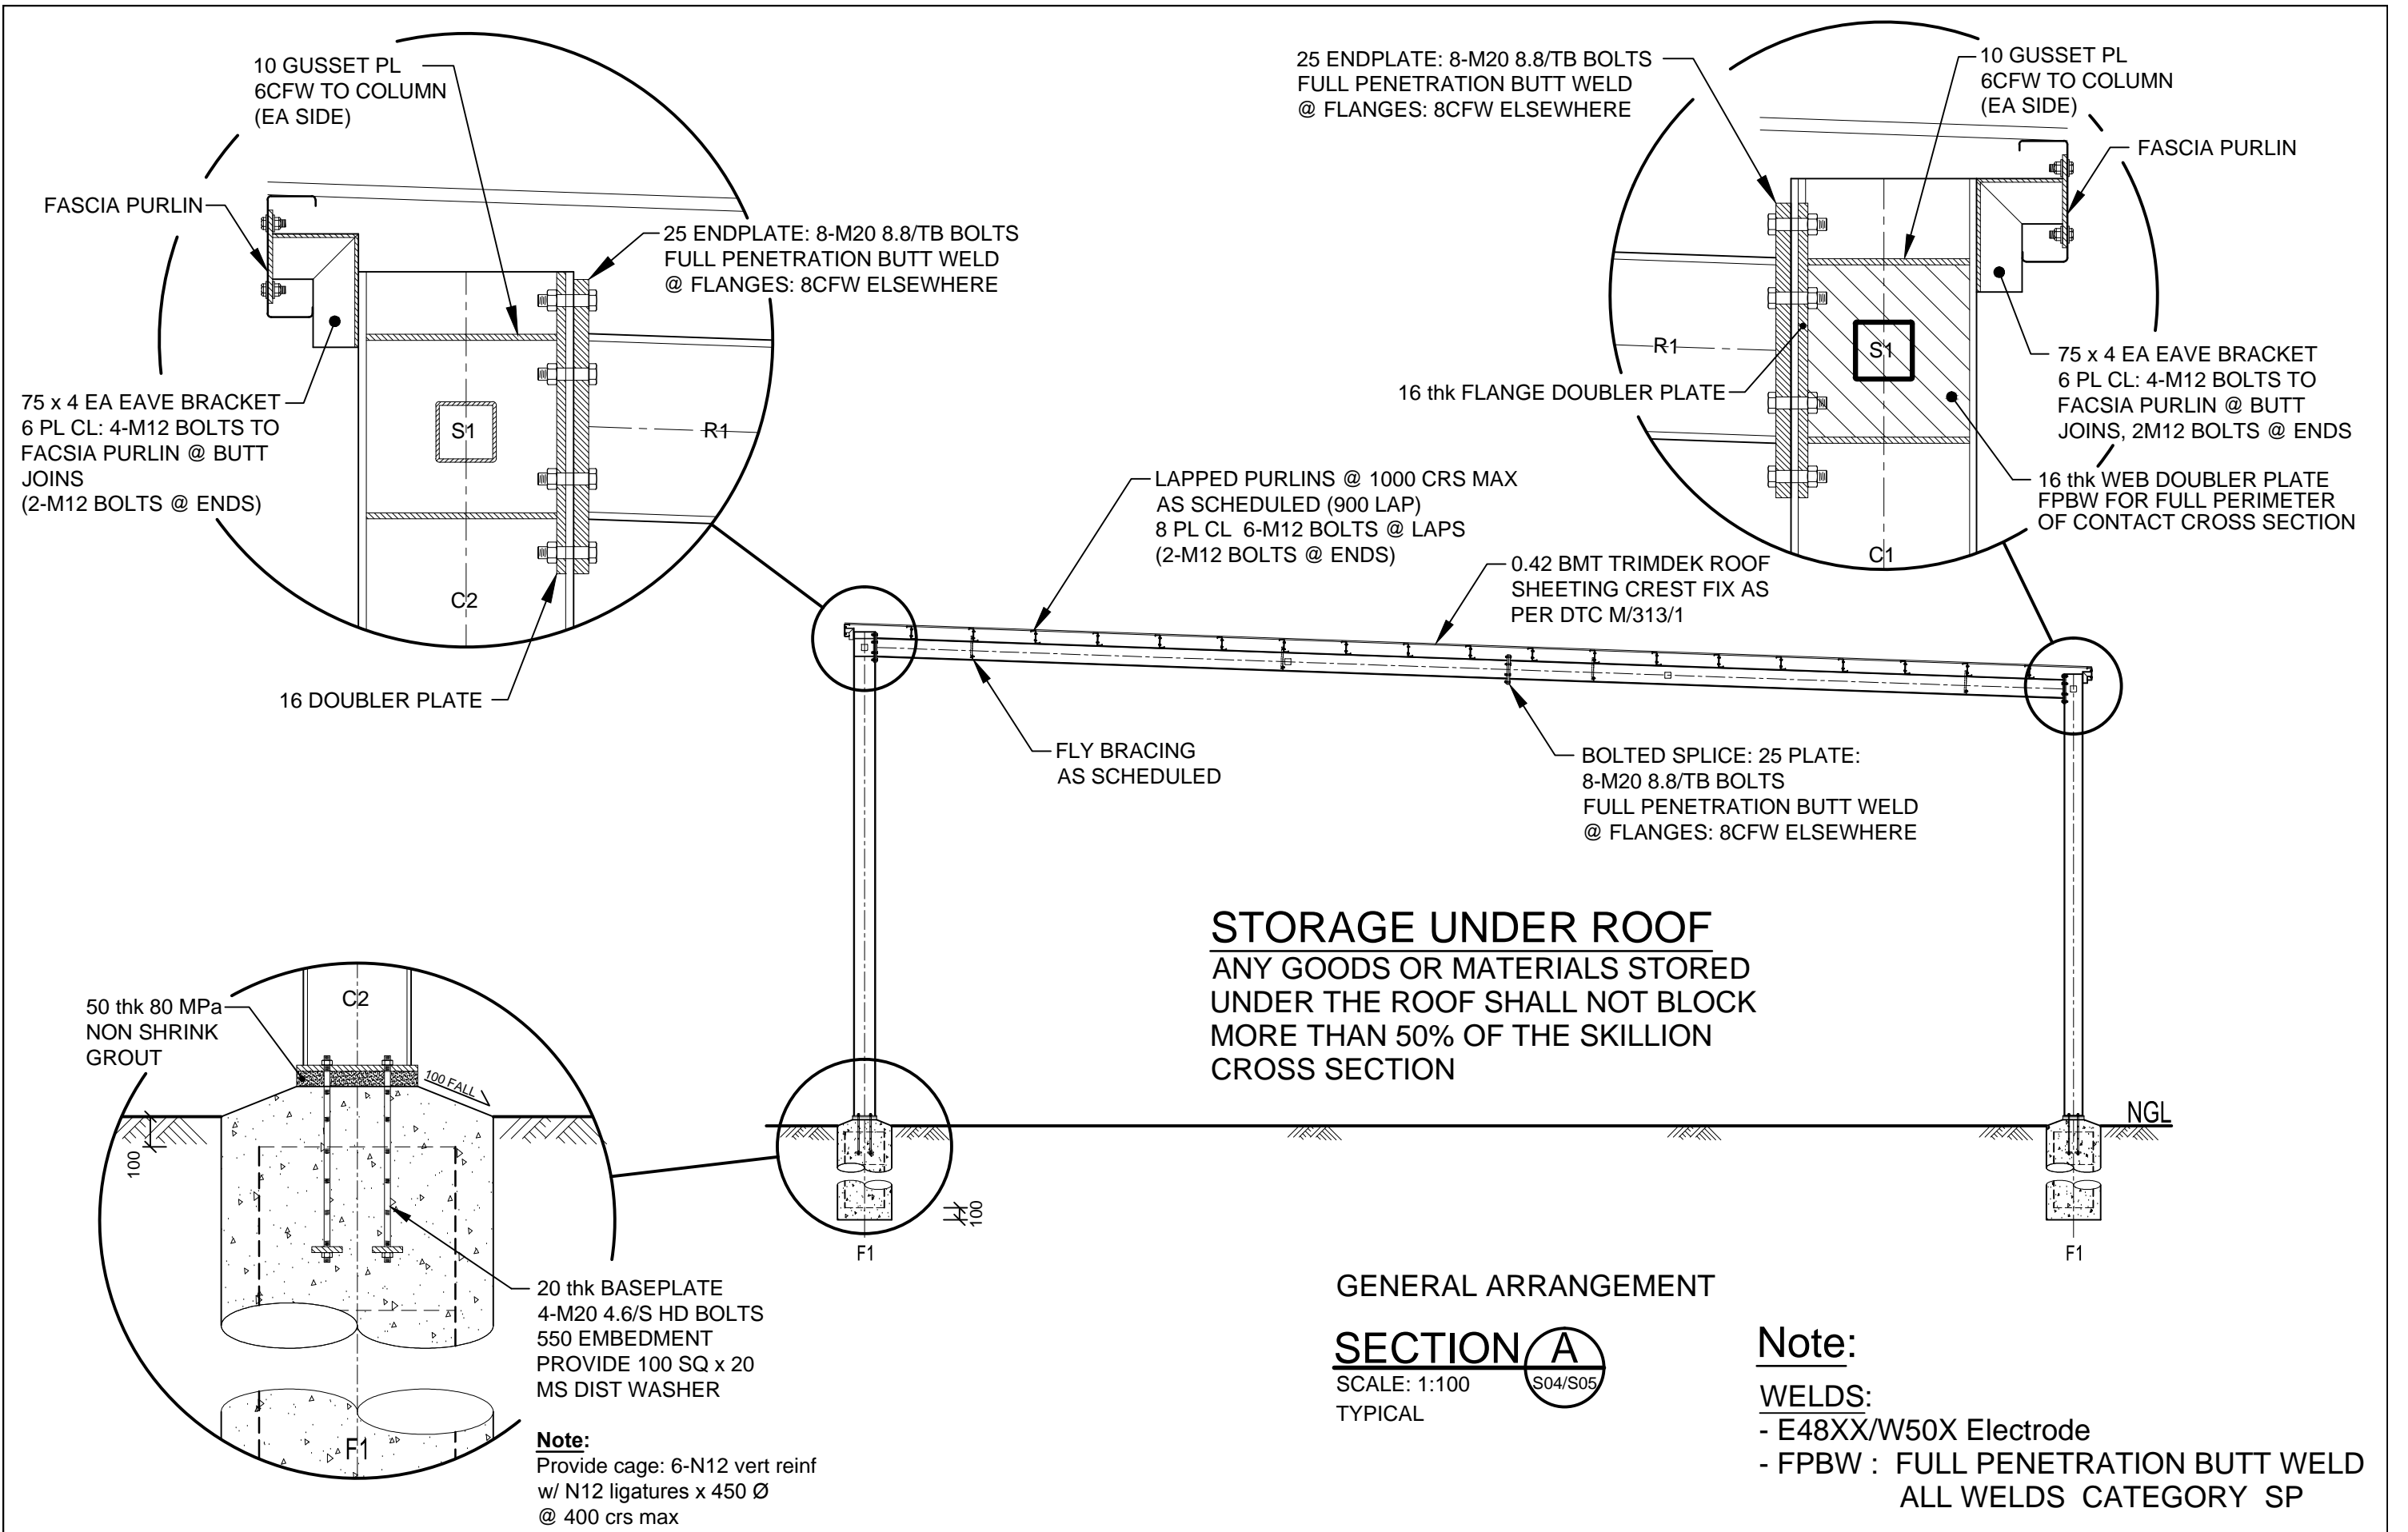 10 GUSSET PL
6CFW TO COLUMN
(EA SIDE)
FASCIA PURLIN
25 ENDPLATE: 8-M20 8.8/TB BOLTS
FULL PENETRATION BUTT WELD
@ FLANGES: 8CFW ELSEWHERE
75 x 4 EA EAVE BRACKET
6 PL CL: 4-M12 BOLTS TO
FACSIA PURLIN @ BUTT
JOINS
(2-M12 BOLTS @ ENDS)
S1
R1
C2
16 DOUBLER PLATE
25 ENDPLATE: 8-M20 8.8/TB BOLTS
FULL PENETRATION BUTT WELD
@ FLANGES: 8CFW ELSEWHERE
10 GUSSET PL
6CFW TO COLUMN
(EA SIDE)
FASCIA PURLIN
R1
S1
16 thk FLANGE DOUBLER PLATE
75 x 4 EA EAVE BRACKET
6 PL CL: 4-M12 BOLTS TO
FACSIA PURLIN @ BUTT
JOINS, 2M12 BOLTS @ ENDS
16 thk WEB DOUBLER PLATE
FPBW FOR FULL PERIMETER
OF CONTACT CROSS SECTION
C1
LAPPED PURLINS @ 1000 CRS MAX
AS SCHEDULED (900 LAP)
8 PL CL 6-M12 BOLTS @ LAPS
(2-M12 BOLTS @ ENDS)
0.42 BMT TRIMDEK ROOF
SHEETING CREST FIX AS
PER DTC M/313/1
FLY BRACING
AS SCHEDULED
BOLTED SPLICE: 25 PLATE:
8-M20 8.8/TB BOLTS
FULL PENETRATION BUTT WELD
@ FLANGES: 8CFW ELSEWHERE
STORAGE UNDER ROOF
ANY GOODS OR MATERIALS STORED
UNDER THE ROOF SHALL NOT BLOCK
MORE THAN 50% OF THE SKILLION
CROSS SECTION
50 thk 80 MPa
NON SHRINK
GROUT
C2
100 FALL
100
20 thk BASEPLATE
4-M20 4.6/S HD BOLTS
550 EMBEDMENT
PROVIDE 100 SQ x 20
MS DIST WASHER
F1
Note:
Provide cage: 6-N12 vert reinf
w/ N12 ligatures x 450 Ø
@ 400 crs max
100
F1
NGL
F1
GENERAL ARRANGEMENT
SECTION A
S04/S05
SCALE: 1:100
TYPICAL
Note:
WELDS:
- E48XX/W50X Electrode
- FPBW : FULL PENETRATION BUTT WELD
ALL WELDS CATEGORY SP